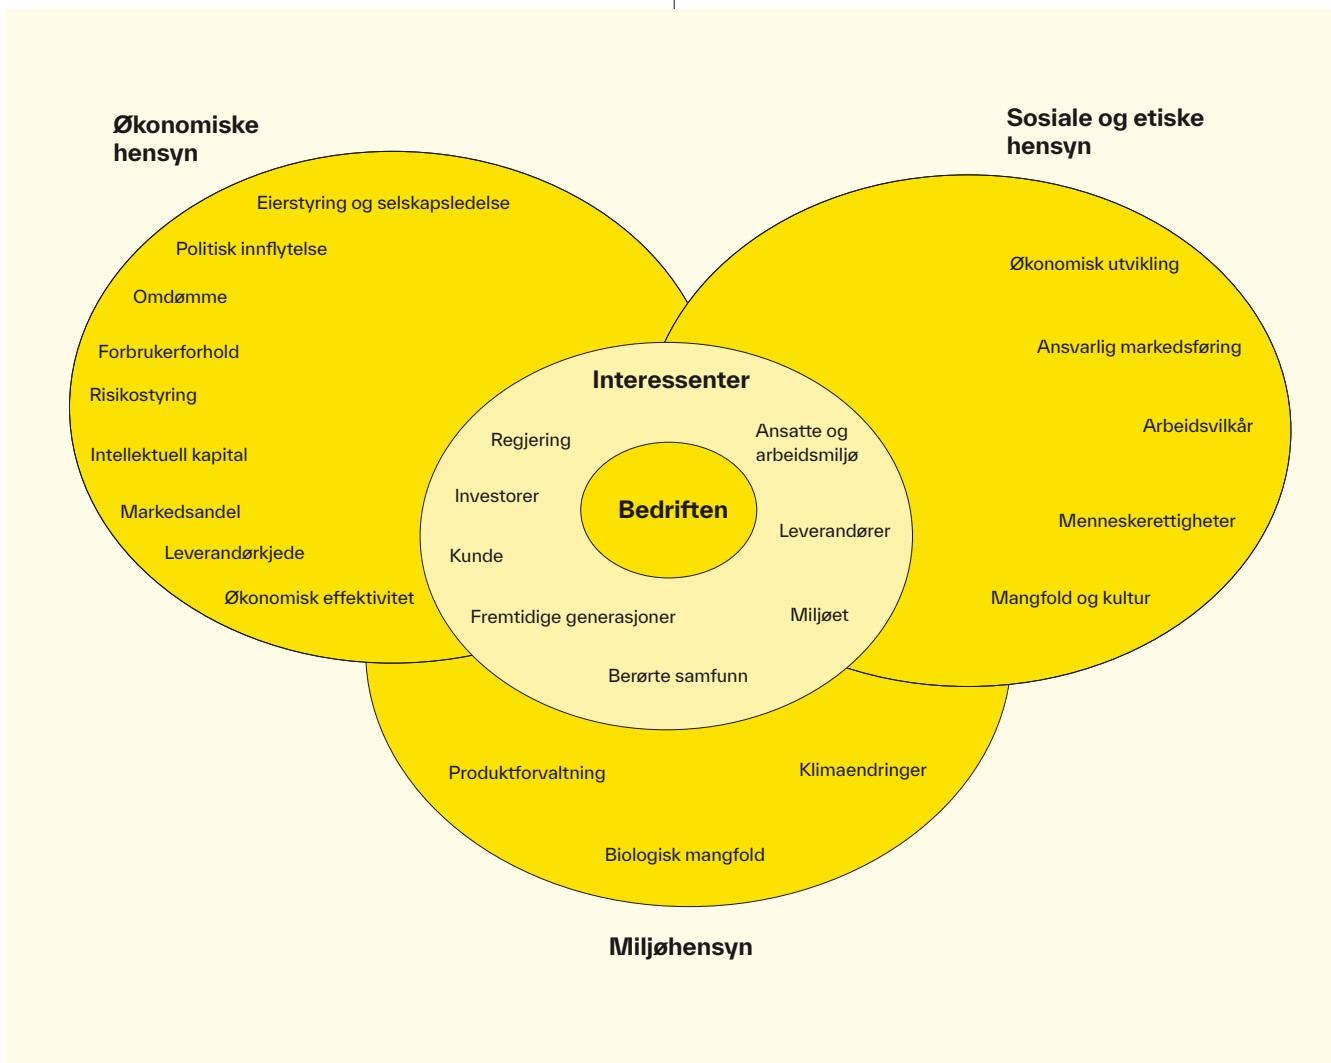 Økonomiske
hensyn
Eierstyring og selskapsledelse
Politisk innflytelse
Omdømme
Forbrukerforhold
Risikostyring
Intellektuell kapital
Markedsandel
Leverandørkjede
Økonomisk effektivitet
Sosiale og etiske
hensyn
Økonomisk utvikling
Ansvarlig markedsføring
Arbeidsvilkår
Menneskerettigheter
Mangfold og kultur
Interessenter
Regjering
Investorer
Kunde
Fremtidige generasjoner
Berørte samfunn
Ansatte og
arbeidsmiljø
Leverandører
Miljøet
Bedriften
Produktforvaltning
Klimaendringer
Biologisk mangfold
Miljøhensyn